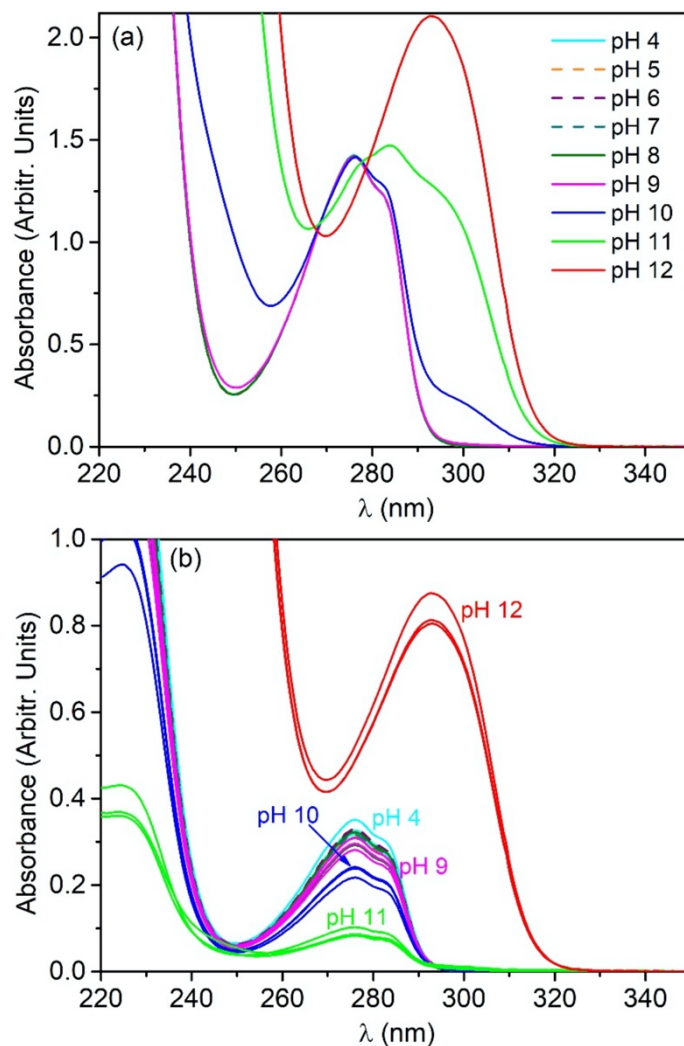 (a)
pH 4
pH 5
pH 6
pH 7
pH 8
pH 9
pH 10
pH 11
pH 12
2.0
1.5
1.0
0.5
0.0
Absorbance (Arbitr. Units)
220 240 260 280 300 320 340
λ (nm)
(b)
1.0
0.8
0.6
0.4
0.2
0.0
Absorbance (Arbitr. Units)
pH 12
pH 10
pH 4
pH 9
pH 11
220 240 260 280 300 320 340
λ (nm)